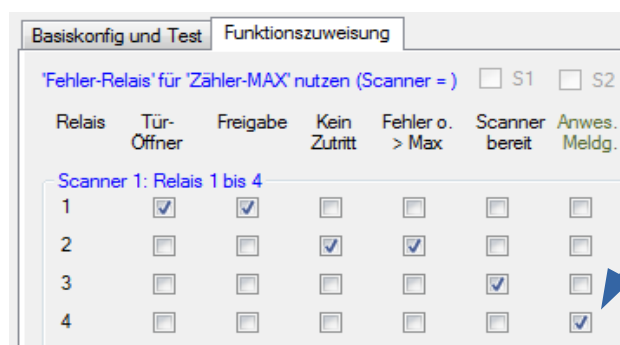 Basiskonfig und Test Funktionszuweisung
'Fehler-Relais' für 'Zähler-MAX' nutzen (Scanner = ) S1 S2
Relais Tür- Freigabe Kein Fehler o. Scanner Anwes.
Öffner Zutritt > Max bereit Meldg.
Scanner 1: Relais 1 bis 4
1
2
3
4